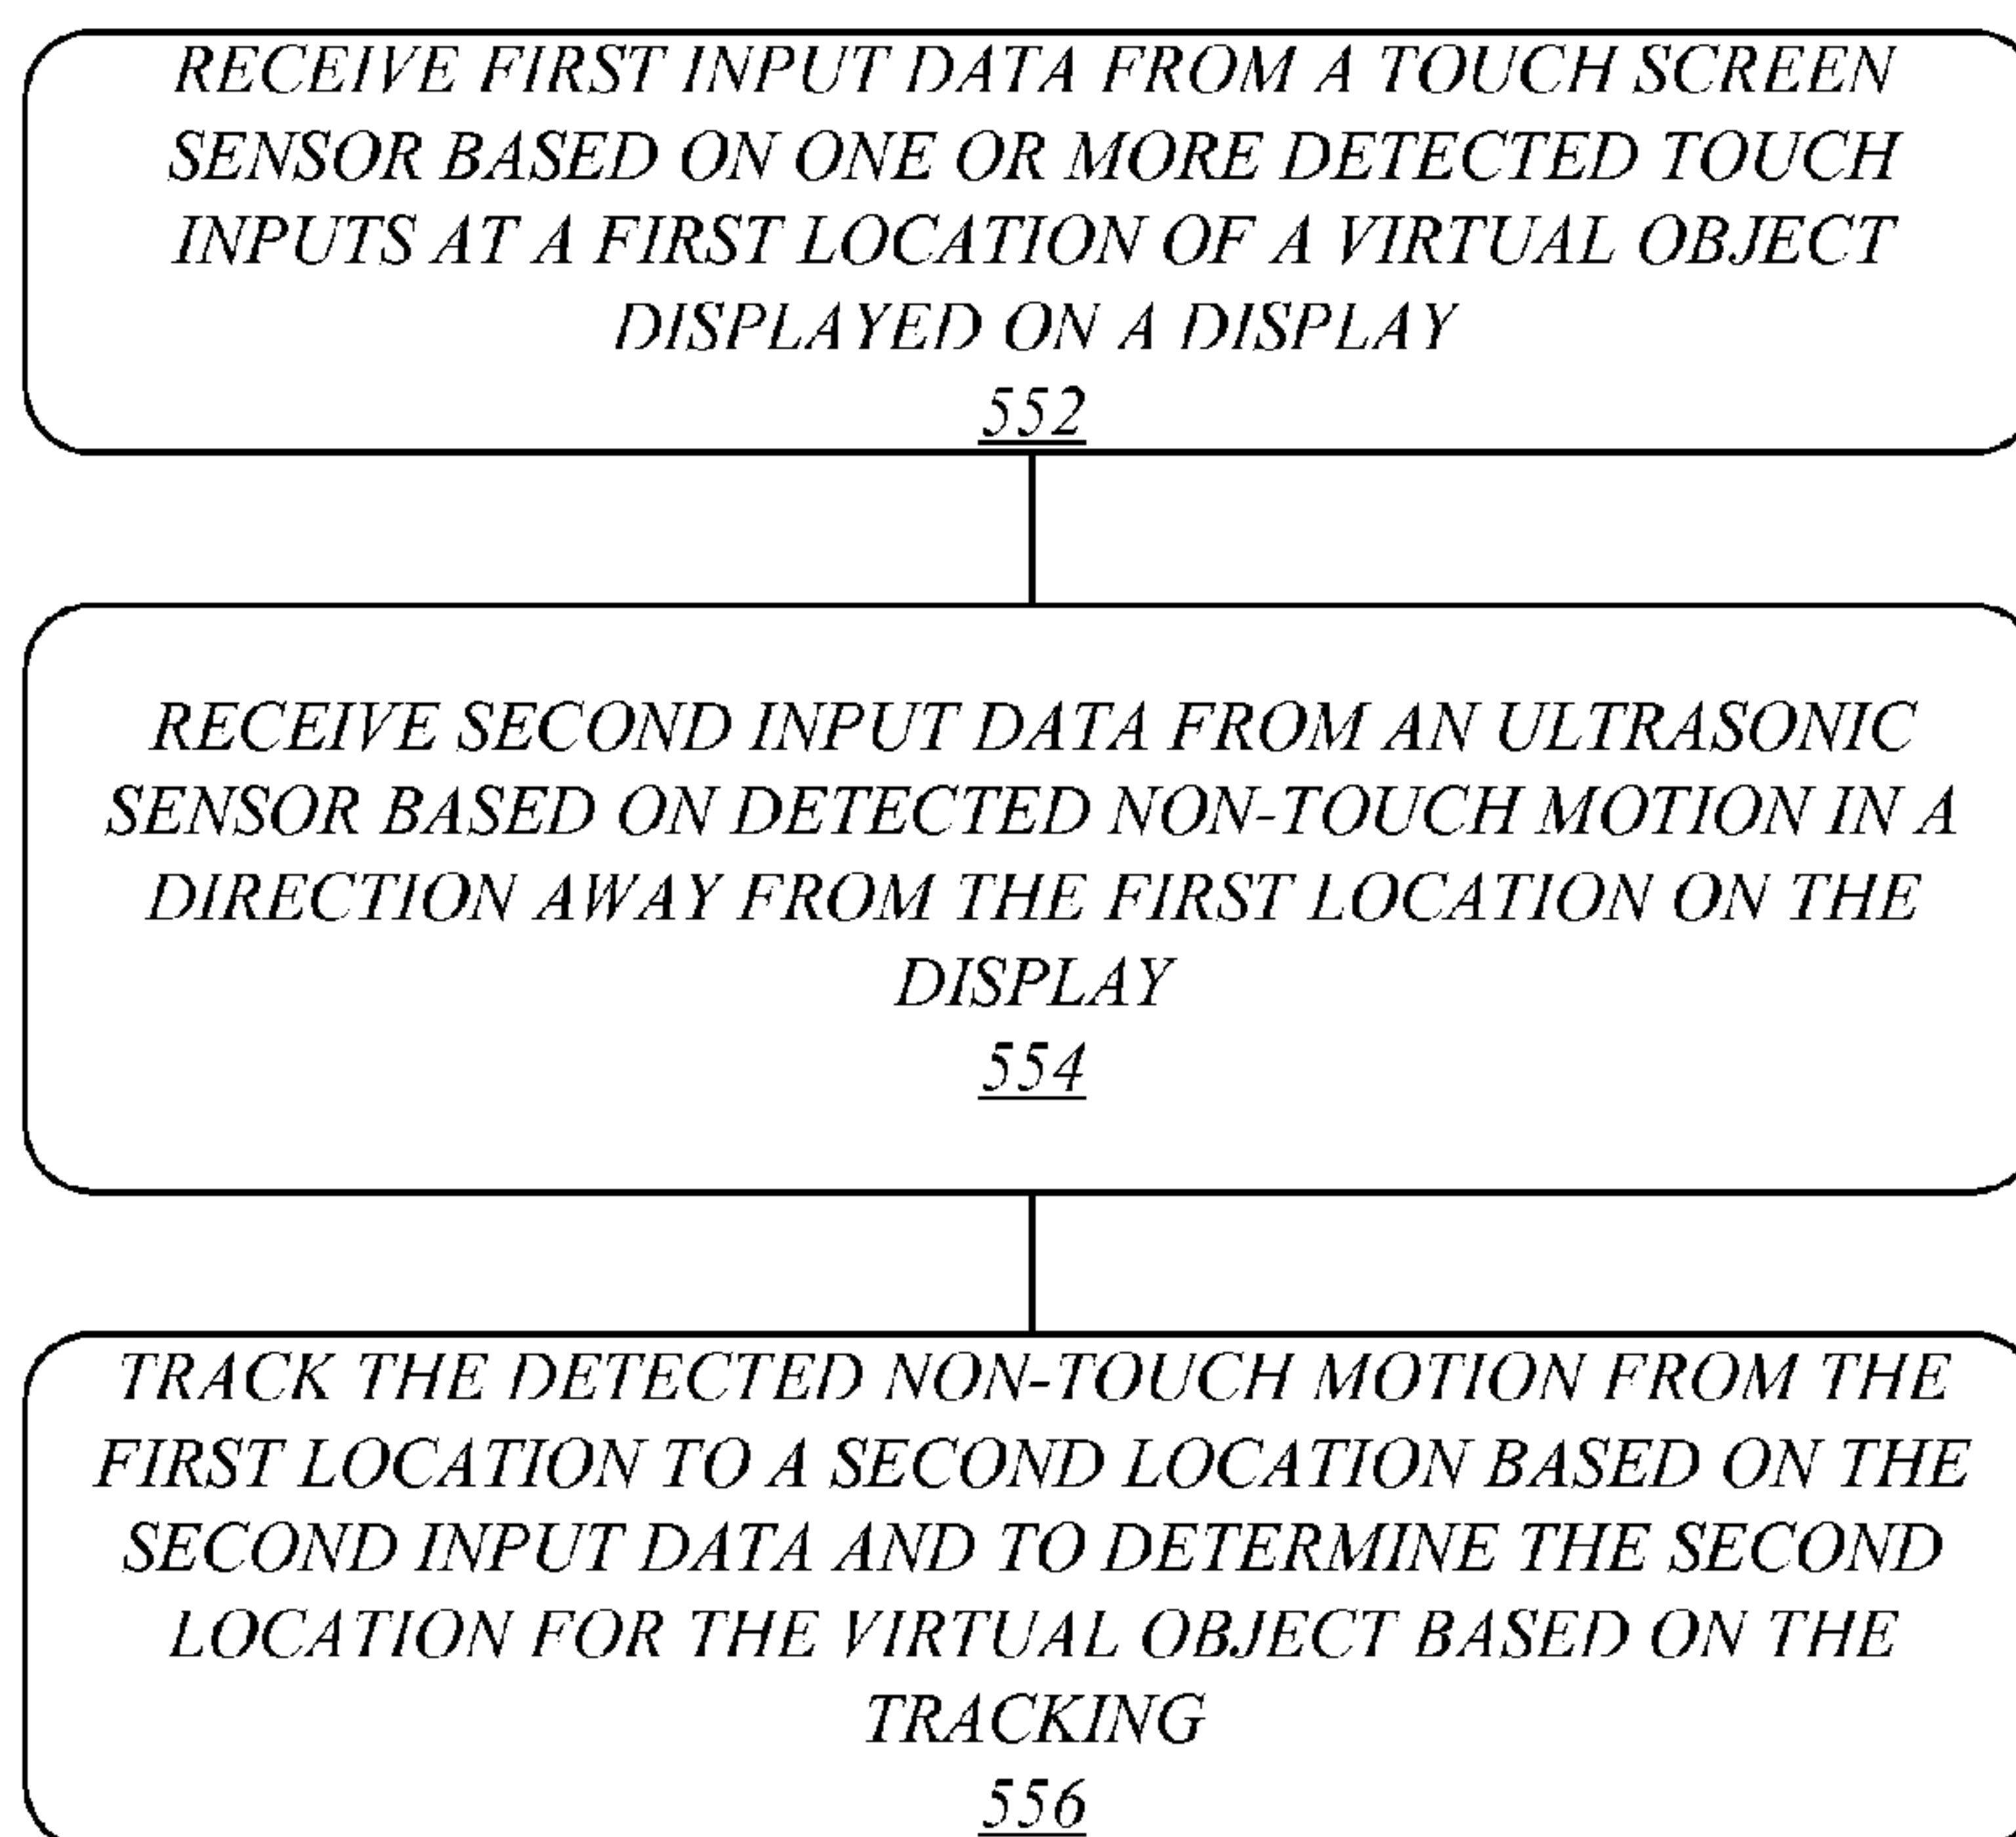 RECEIVE FIRST INPUT DATA FROM A TOUCH SCREEN
SENSOR BASED ON ONE OR MORE DETECTED TOUCH
INPUTS AT A FIRST LOCATION OF A VIRTUAL OBJECT
DISPLAYED ON A DISPLAY
552
RECEIVE SECOND INPUT DATA FROM AN ULTRASONIC
SENSOR BASED ON DETECTED NON-TOUCH MOTION IN A
DIRECTION AWAY FROM THE FIRST LOCATION ON THE
DISPLAY
554
TRACK THE DETECTED NON-TOUCH MOTION FROM THE
FIRST LOCATION TO A SECOND LOCATION BASED ON THE
SECOND INPUT DATA AND TO DETERMINE THE SECOND
LOCATION FOR THE VIRTUAL OBJECT BASED ON THE
TRACKING
556